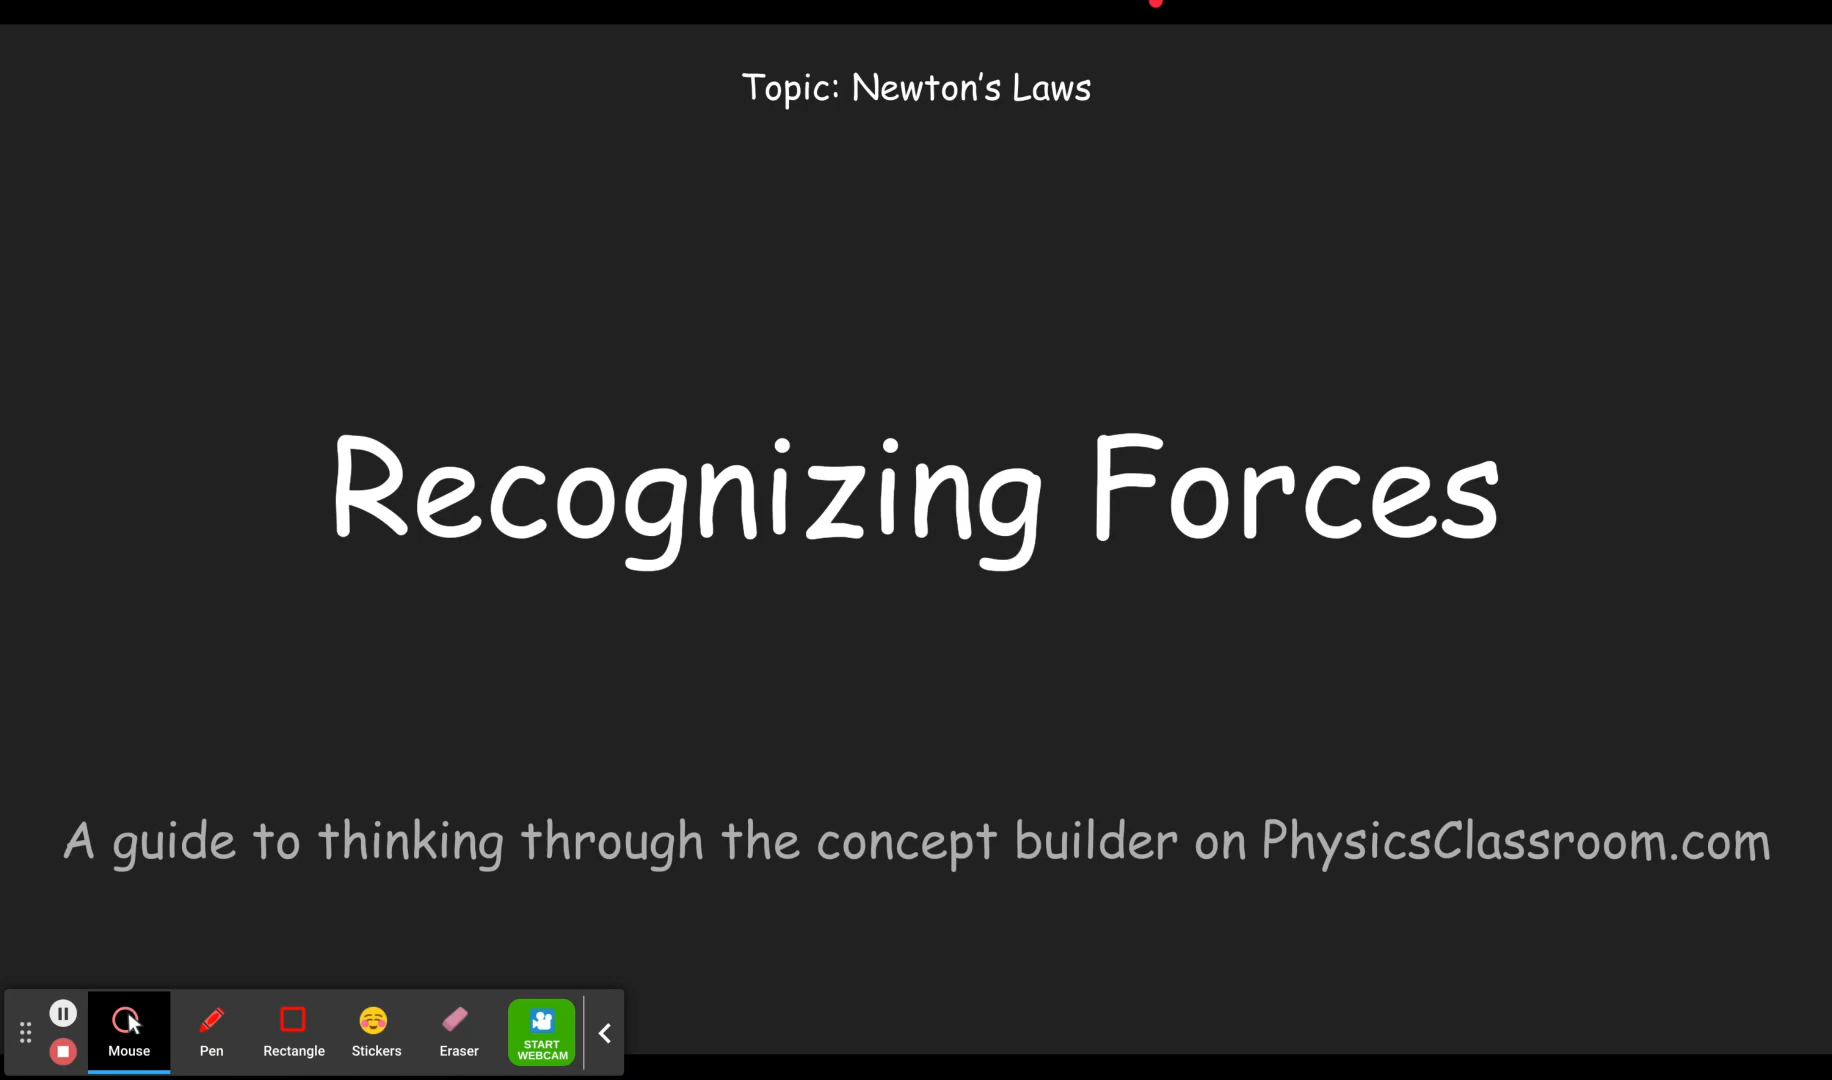 Topic: Newton's Laws
Recognizing Forces
A guide to thinking through the concept builder on PhysicsClassroom.com
Mouse
Pen
Rectangle
Stickers
Eraser
START
WEBCAM